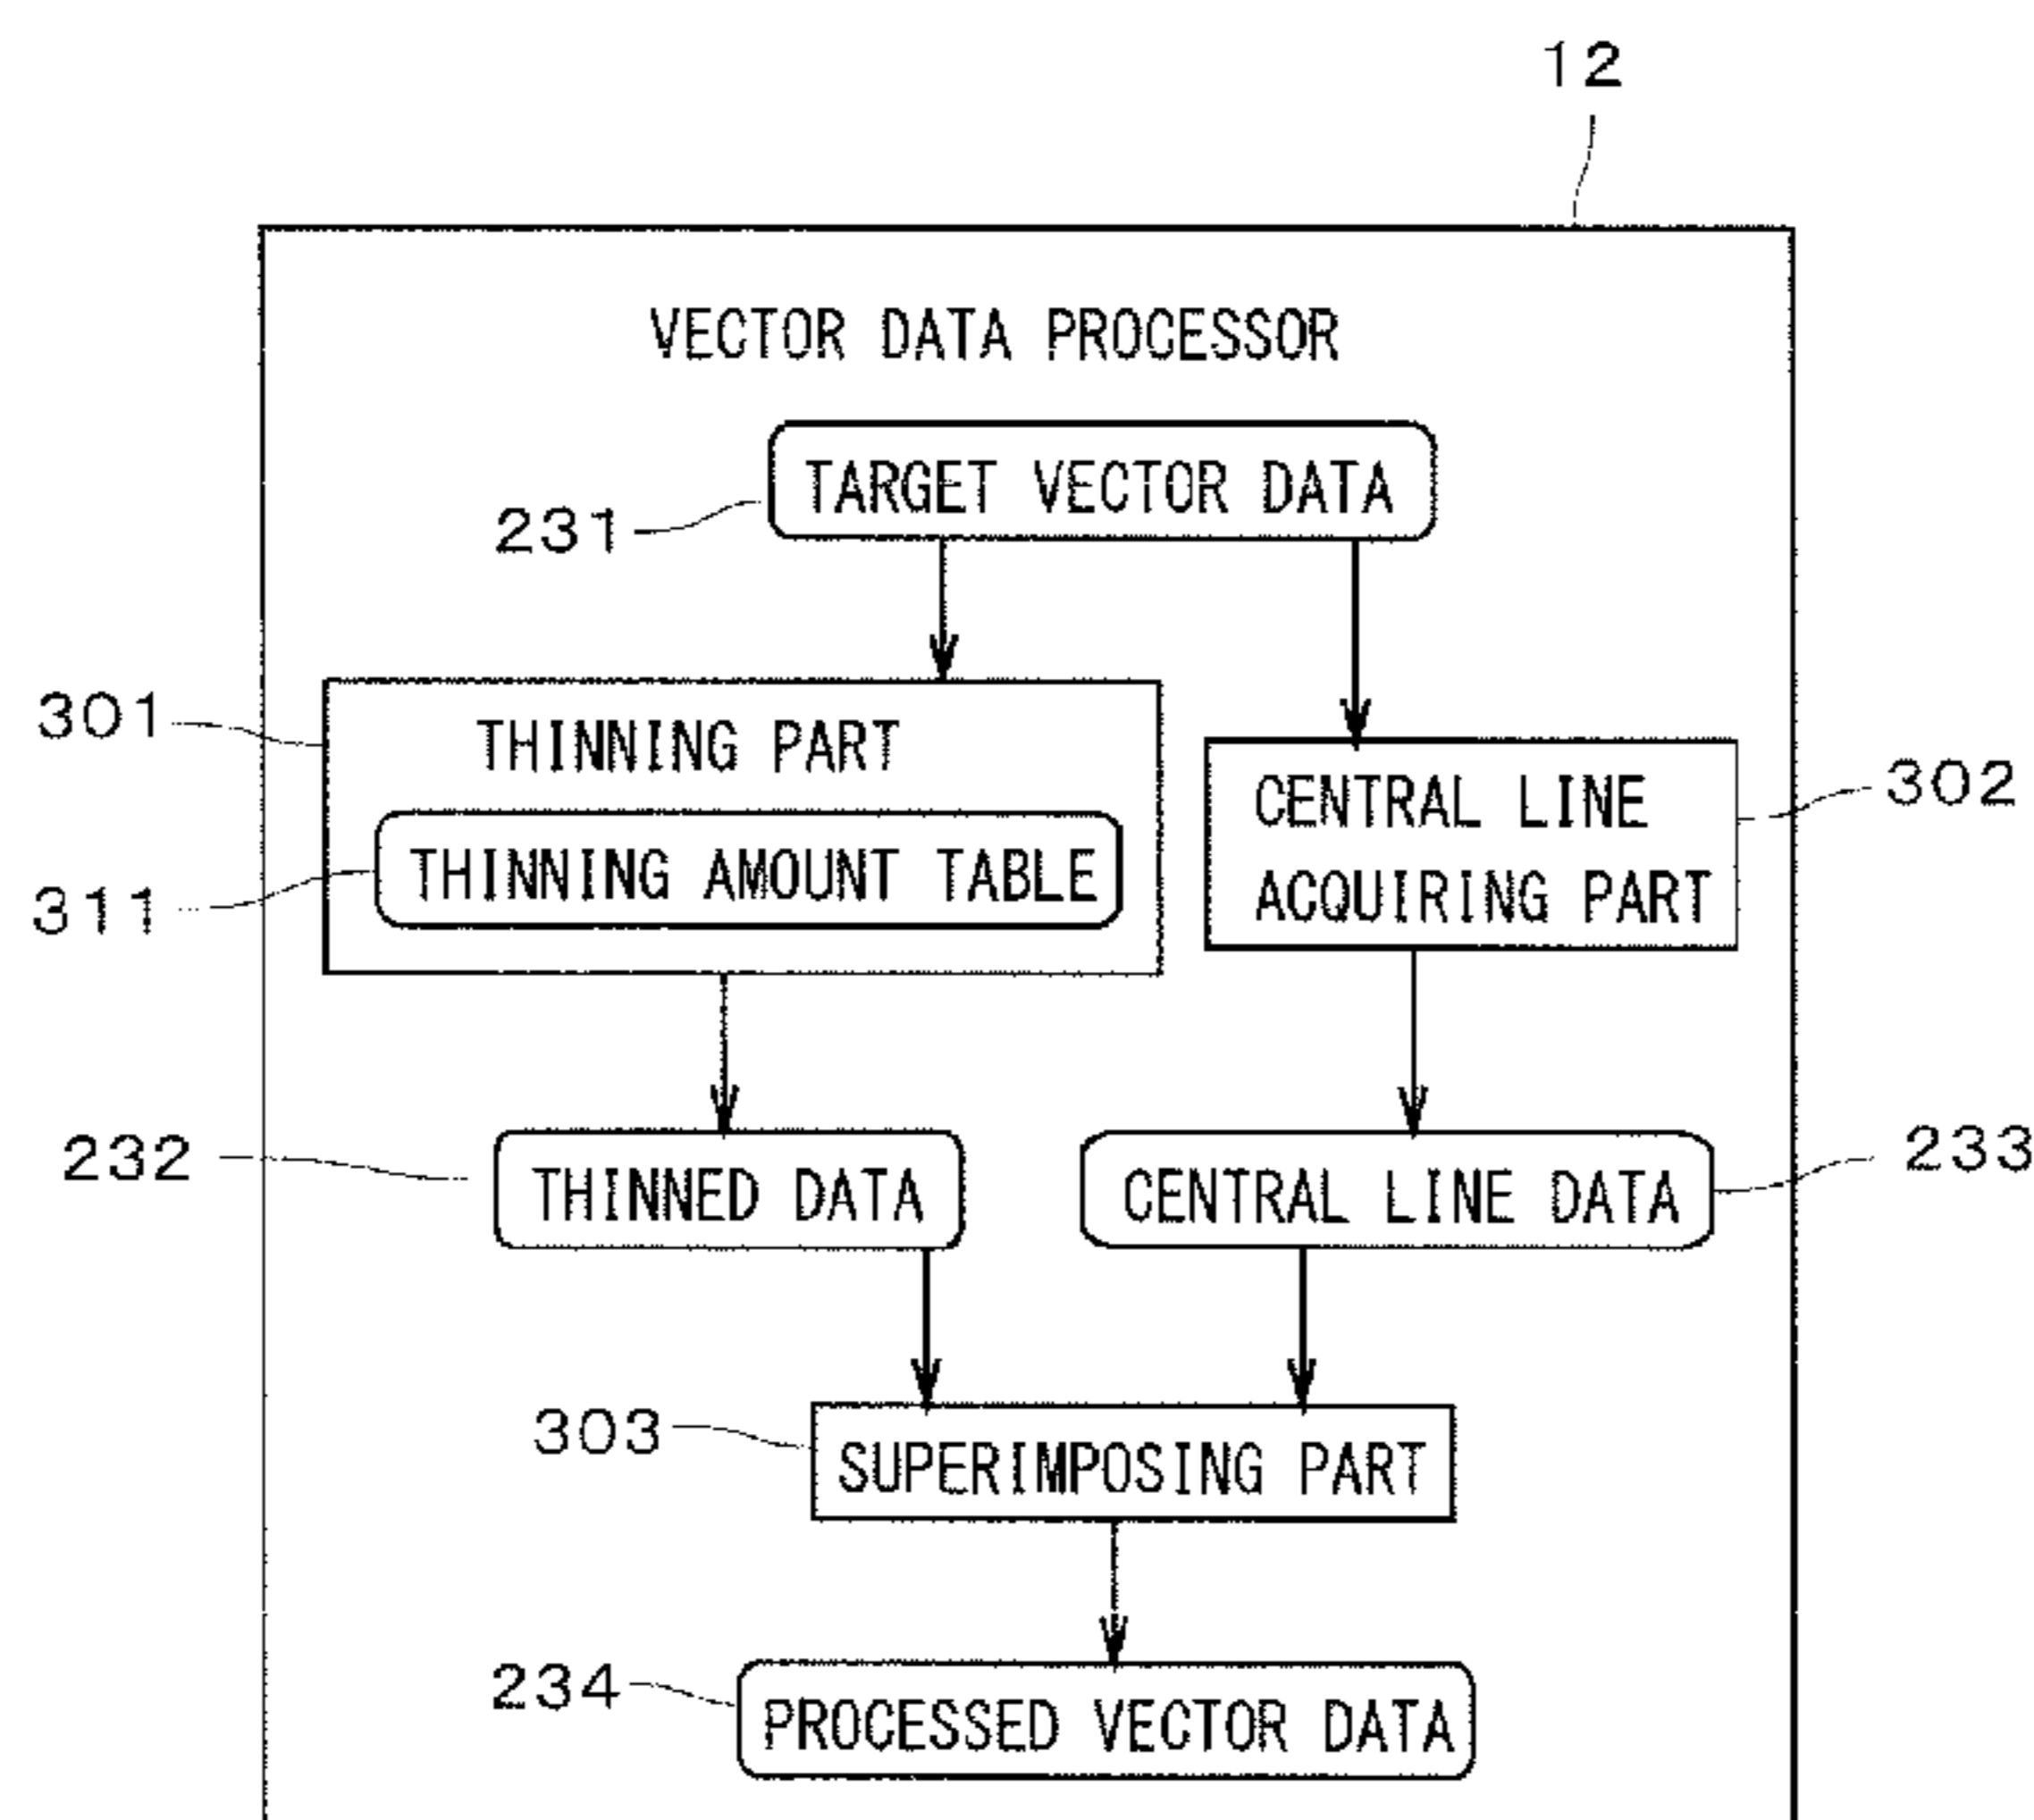 12
VECTOR DATA PROCESSOR
TARGET VECTOR DATA
231
301
THINNING PART
CENTRAL LINE
ACQUIRING PART
302
THINNING AMOUNT TABLE
311
232
THINNED DATA
CENTRAL LINE DATA
233
303
SUPERIMPOSING PART
234
PROCESSED VECTOR DATA